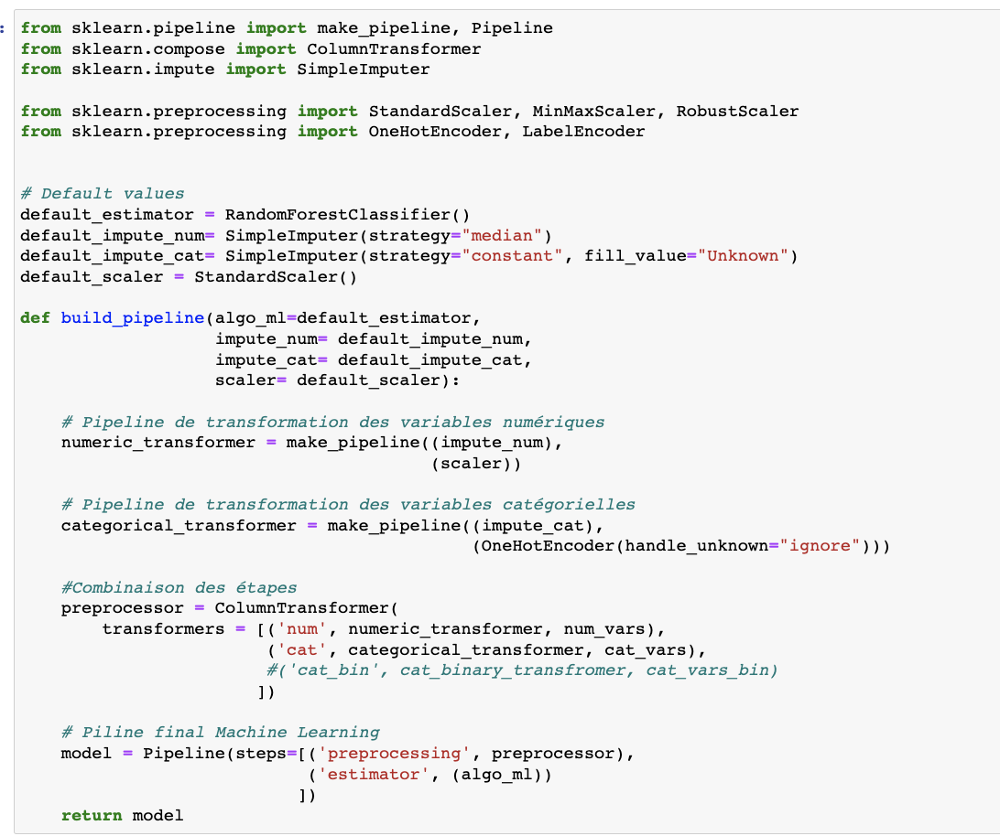 :
from sklearn.pipeline import make_pipeline, Pipeline
from sklearn.compose import ColumnTransformer
from sklearn.impute import SimpleImputer

from sklearn.preprocessing import StandardScaler, MinMaxScaler, RobustScaler
from sklearn.preprocessing import OneHotEncoder, LabelEncoder


# Default values
default_estimator = RandomForestClassifier()
default_impute_num= SimpleImputer(strategy="median")
default_impute_cat= SimpleImputer(strategy="constant", fill_value="Unknown")
default_scaler = StandardScaler()

def build_pipeline(algo_ml=default_estimator,
                   impute_num= default_impute_num,
                   impute_cat= default_impute_cat,
                   scaler= default_scaler):

    # Pipeline de transformation des variables numériques
    numeric_transformer = make_pipeline((impute_num),
                                        (scaler))

    # Pipeline de transformation des variables catégorielles
    categorical_transformer = make_pipeline((impute_cat),
                                            (OneHotEncoder(handle_unknown="ignore")))

    #Combinaison des étapes
    preprocessor = ColumnTransformer(
        transformers = [('num', numeric_transformer, num_vars),
                        ('cat', categorical_transformer, cat_vars),
                        #('cat_bin', cat_binary_transfromer, cat_vars_bin)
                       ])

    # Piline final Machine Learning
    model = Pipeline(steps=[('preprocessing', preprocessor),
                            ('estimator', (algo_ml))
                           ])
    return model